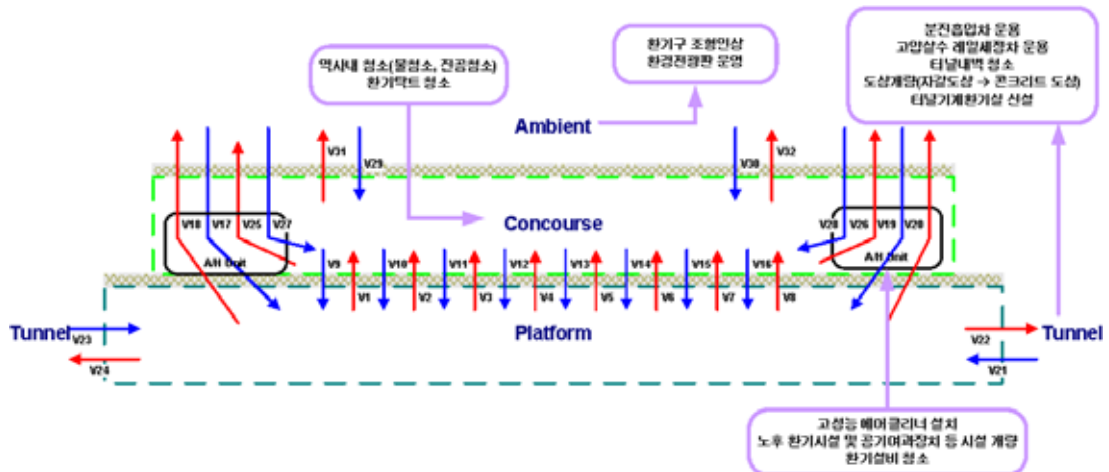 분진흡입차 운용
고압살수 레일세정차 운용
터널내벽 청소
도상개량(자갈도상 → 콘크리트 도상)
터널기계환기실 신설
환기구 조형인상
환경전광판 운영
역사내 청소(물청소, 진공청소)
환기덕트 청소
Ambient
V31
V29
V30
V32
Concourse
V18
V17
V25
V27
V28
V26
V19
V20
A/H Unit
A/H Unit
V9
V10
V11
V12
V13
V14
V15
V16
V1
V2
V3
V4
V5
V6
V7
V8
Tunnel
Platform
Tunnel
V23
V22
V24
V21
고성능 에어클리너 설치
노후 환기시설 및 공기여과장치 등 시설 개량
환기설비 청소